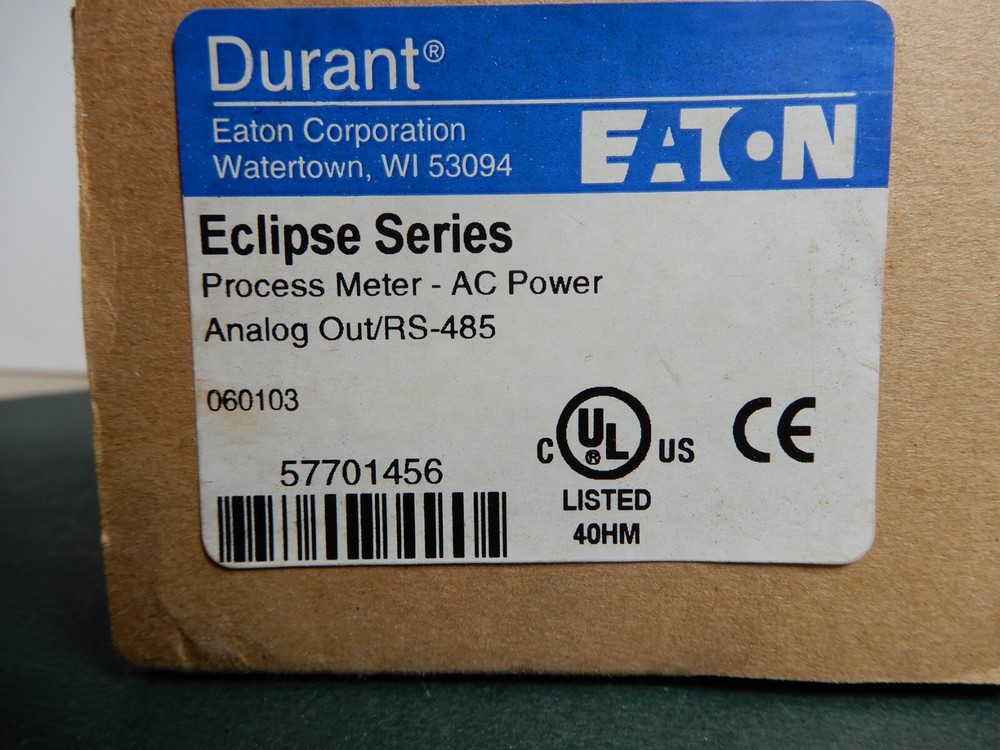 Durant®
Eaton Corporation
Watertown, WI 53094
EATON
Eclipse Series
Process Meter - AC Power
Analog Out/RS-485
060103
57701456
C UL® US
LISTED
40HM
CE